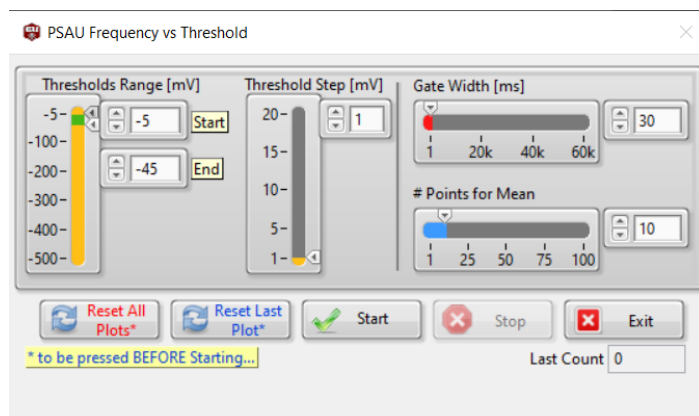 PSAU Frequency vs Threshold
Thresholds Range [mV]
-5
-100
-200
-300
-400
-500
-5
Start
-45
End
Threshold Step [mV]
20
15
10
5
1
1
Gate Width [ms]
1 20k 40k 60k
30
# Points for Mean
1 25 50 75 100
10
Reset All
Plots*
Reset Last
Plot*
Start
Stop
Exit
* to be pressed BEFORE Starting...
Last Count 0